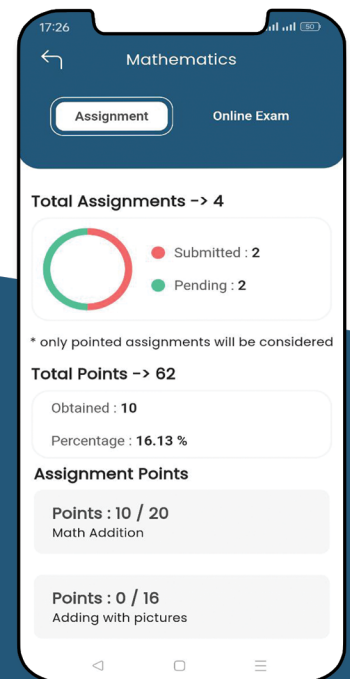 17:26
50
Mathematics
Assignment
Online Exam
Total Assignments -> 4
Submitted : 2
Pending : 2
* only pointed assignments will be considered
Total Points -> 62
Obtained : 10
Percentage : 16.13 %
Assignment Points
Points : 10 / 20
Math Addition
Points : 0 / 16
Adding with pictures